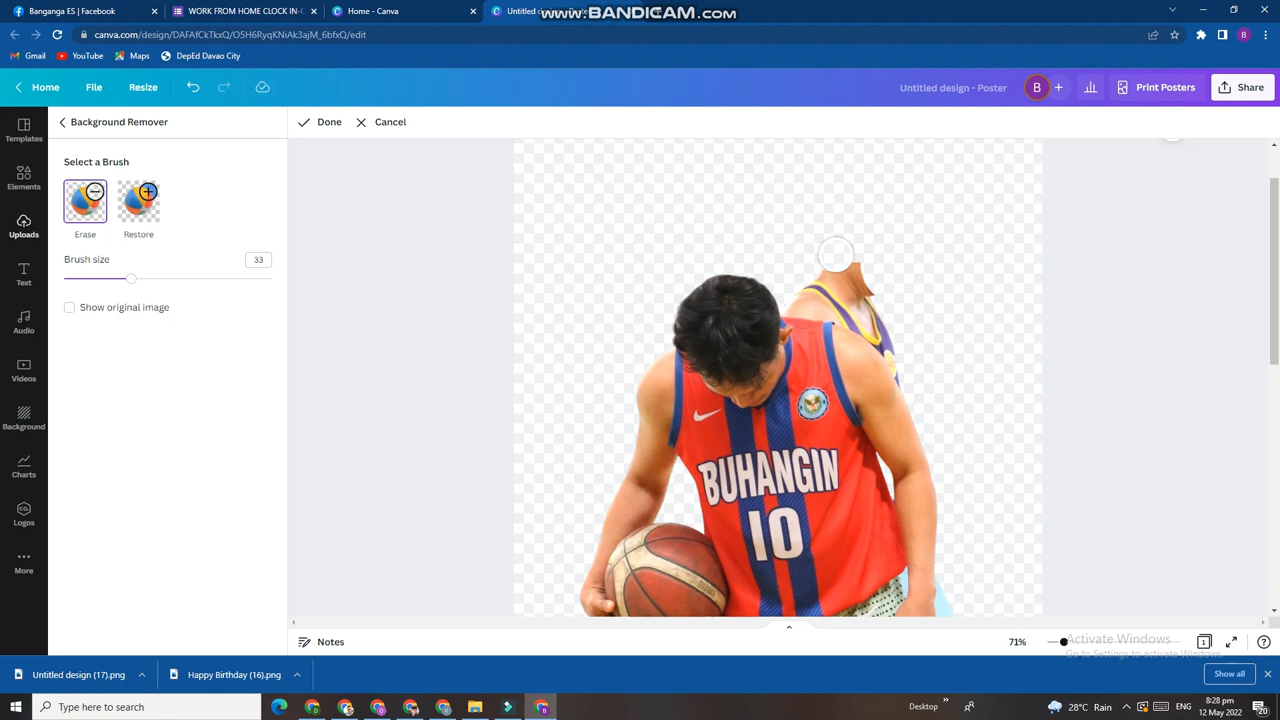 Banganga ES | Facebook
WORK FROM HOME CLOCK IN-O
Home - Canva
Untitled des
www.BANDICAM.com
canva.com/design/DAFAfCkTkxQ/O5H6RyqKNiAk3ajM_6bfxQ/edit
B
Gmail
YouTube
Maps
DepEd Davao City
Home
File
Resize
Untitled design - Poster
B
+
Print Posters
Share
Templates
Elements
Uploads
Text
Audio
Videos
Background
Charts
Logos
More
Background Remover
Done
Cancel
Select a Brush
Erase
Restore
Brush size
33
Show original image
BUHANGIN
10
Notes
71%
1
Activate Windows
Go to Settings to activate Windows.
Untitled design (17).png
Happy Birthday (16).png
Show all
Type here to search
Desktop
28°C Rain
ENG
8:28 pm
12 May 2022